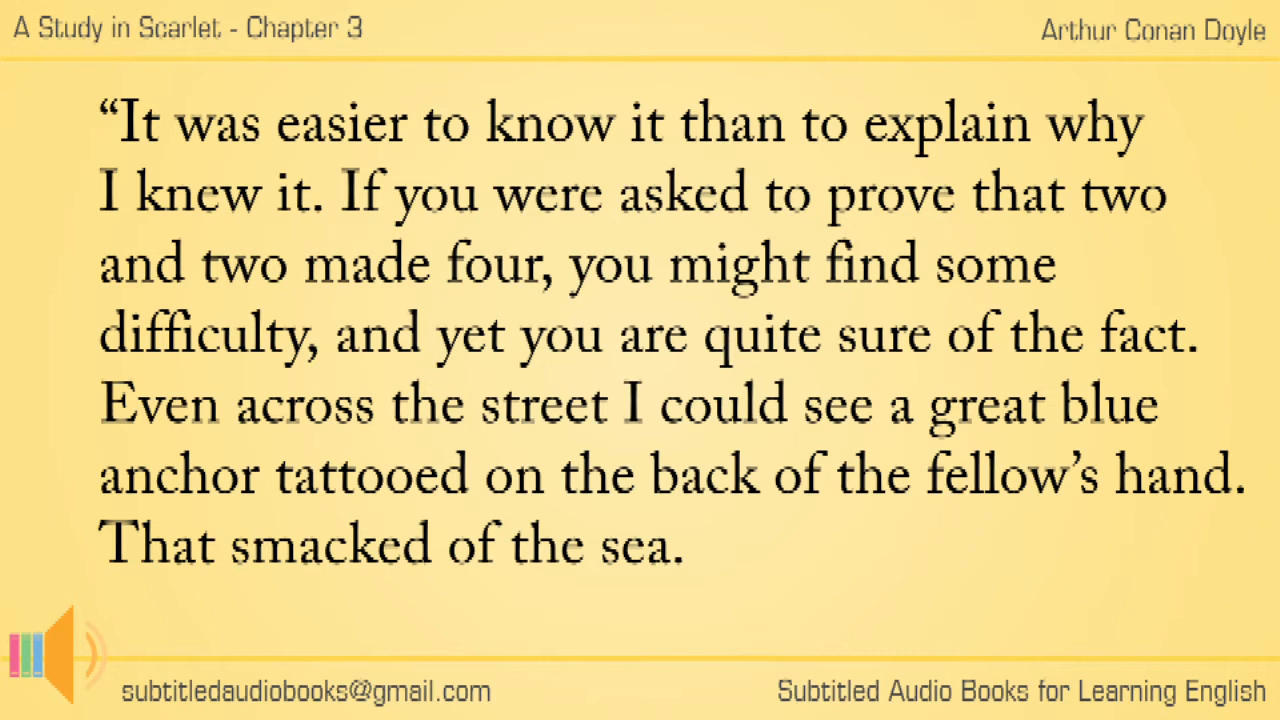 A Study in Scarlet - Chapter 3
Arthur Conan Doyle
“It was easier to know it than to explain why
I knew it. If you were asked to prove that two
and two made four, you might find some
difficulty, and yet you are quite sure of the fact.
Even across the street I could see a great blue
anchor tattooed on the back of the fellow’s hand.
That smacked of the sea.
subtitledaudiobooks@gmail.com
Subtitled Audio Books for Learning English